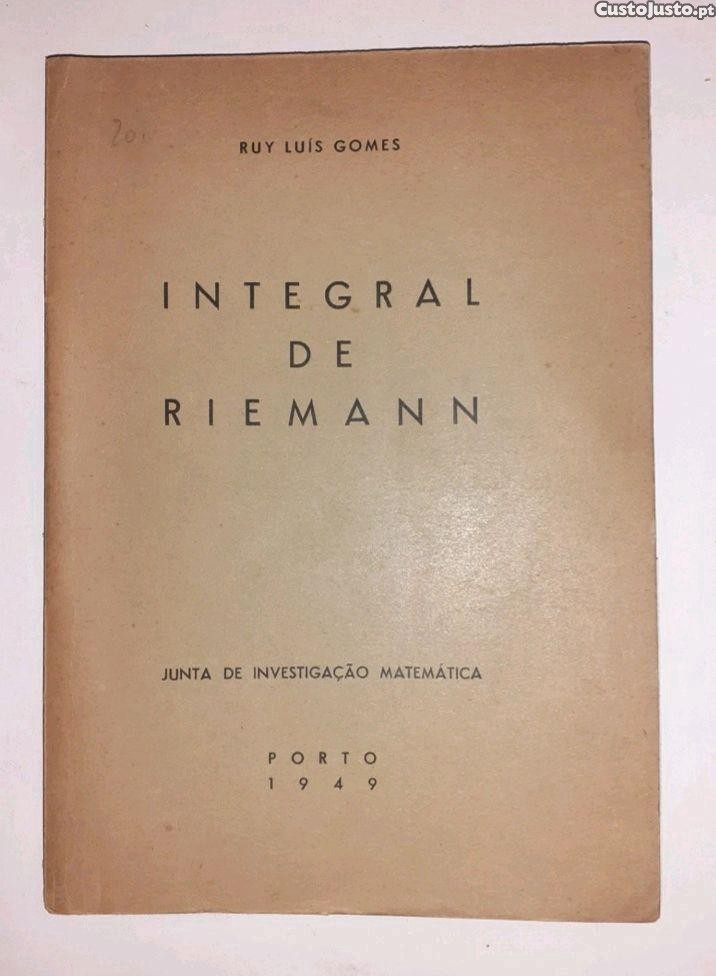 CustoJusto.pt
RUY LUÍS GOMES
INTEGRAL
DE
RIEMANN
JUNTA DE INVESTIGAÇÃO MATEMÁTICA
PORTO
1949